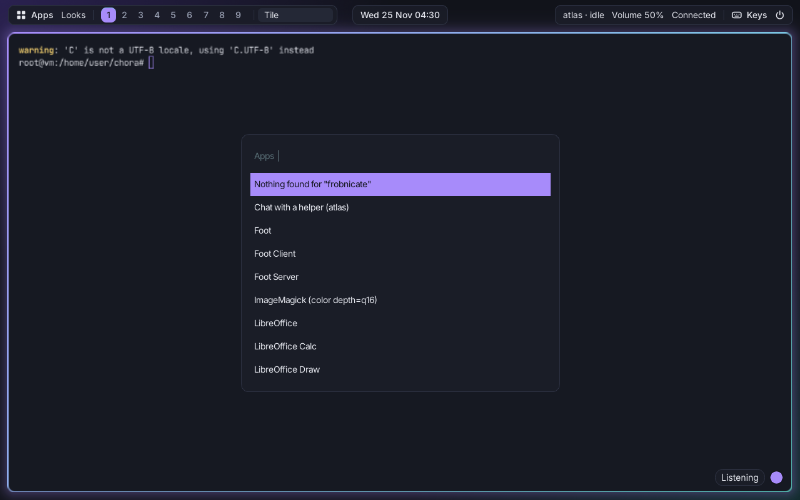 Apps Looks 1 2 3 4 5 6 7 8 9 Tile Wed 25 Nov 04:30 atlas · idle Volume 50% Connected Keys
warning: 'C' is not a UTF-8 locale, using 'C.UTF-8' instead
root@vm:/home/user/chora#
Apps
Nothing found for "frobnicate"
Chat with a helper (atlas)
Foot
Foot Client
Foot Server
ImageMagick (color depth=q16)
LibreOffice
LibreOffice Calc
LibreOffice Draw
Listening